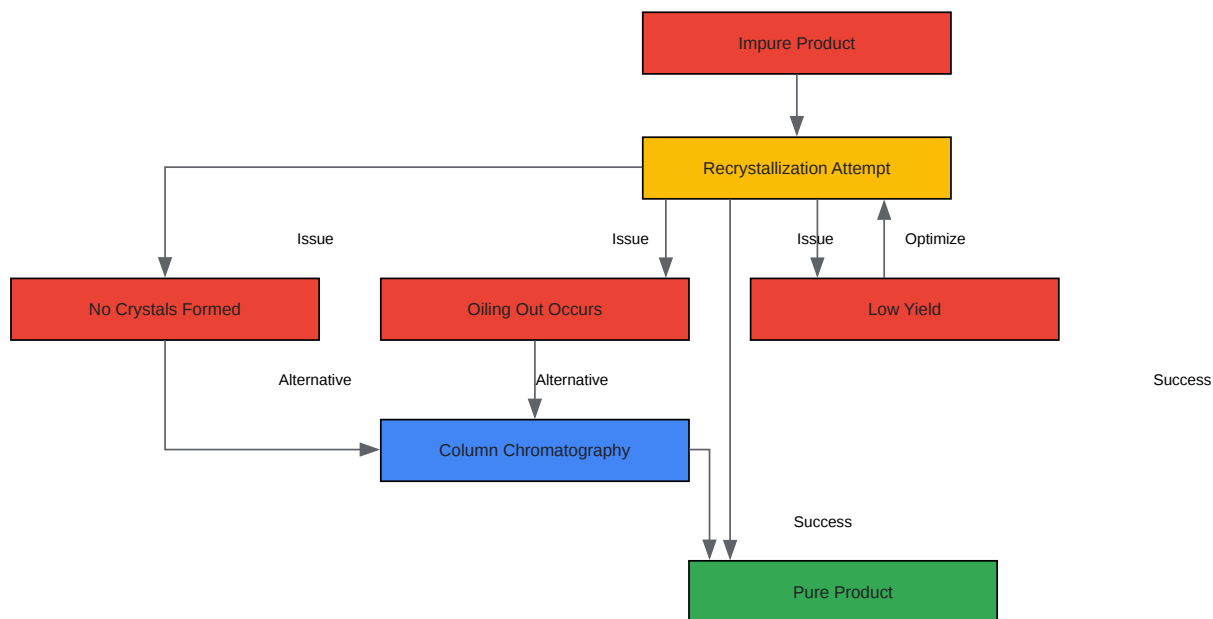 Impure Product
Recrystallization Attempt
Issue
Issue
Issue
Optimize
No Crystals Formed
Oiling Out Occurs
Low Yield
Alternative
Alternative
Success
Column Chromatography
Success
Pure Product